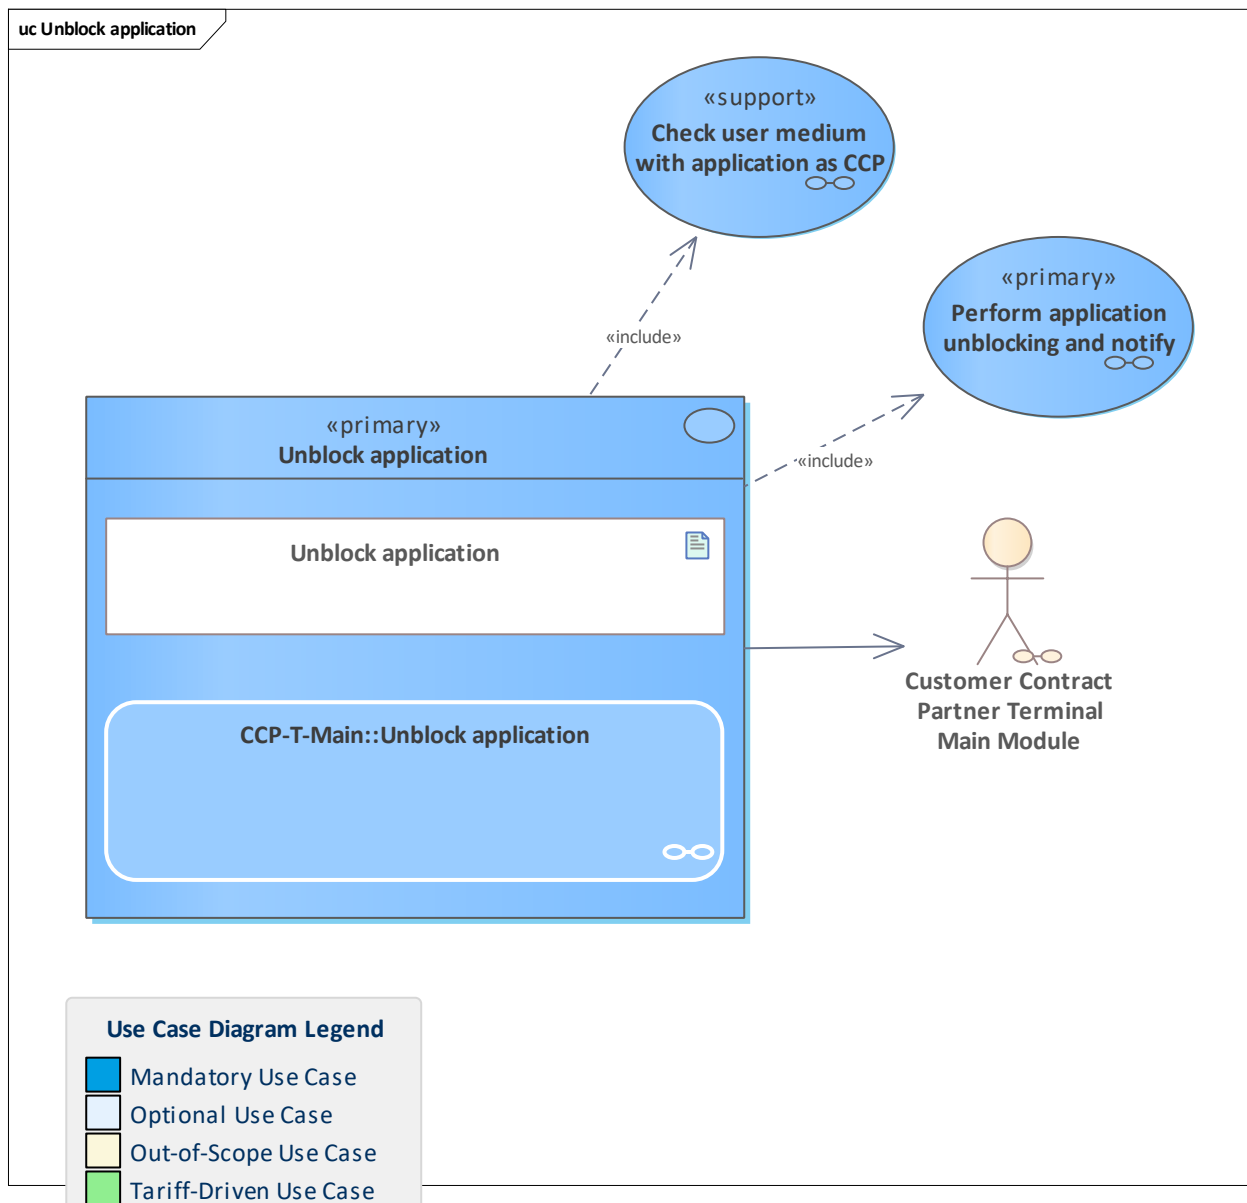 uc Unblock application
«support»
Check user medium
with application as CCP
«primary»
Perform application
unblocking and notify
«include»
«include»
«primary»
Unblock application
Unblock application
CCP-T-Main::Unblock application
Customer Contract
Partner Terminal
Main Module
Use Case Diagram Legend
Mandatory Use Case
Optional Use Case
Out-of-Scope Use Case
Tariff-Driven Use Case